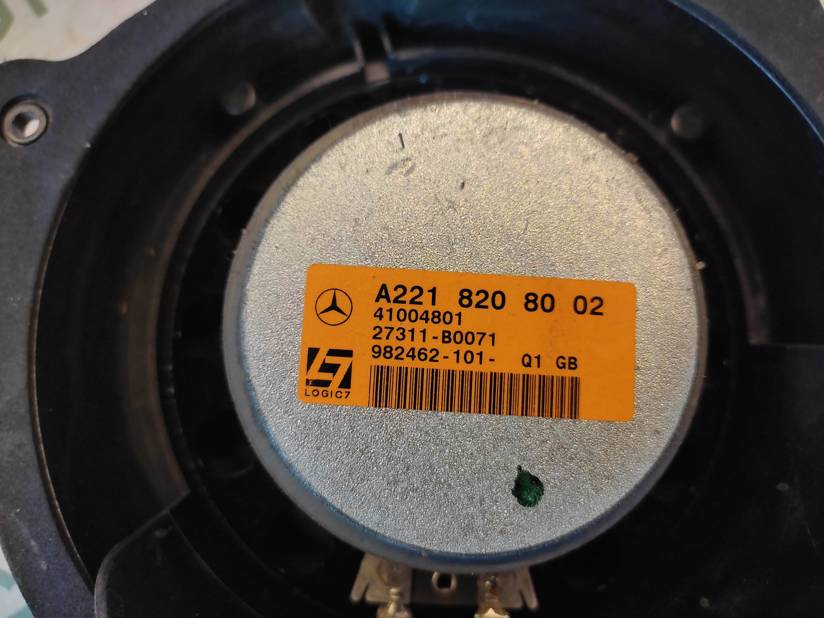 A221 820 80 02
41004801
27311-B0071
982462-101- Q1 GB
LOGIC7